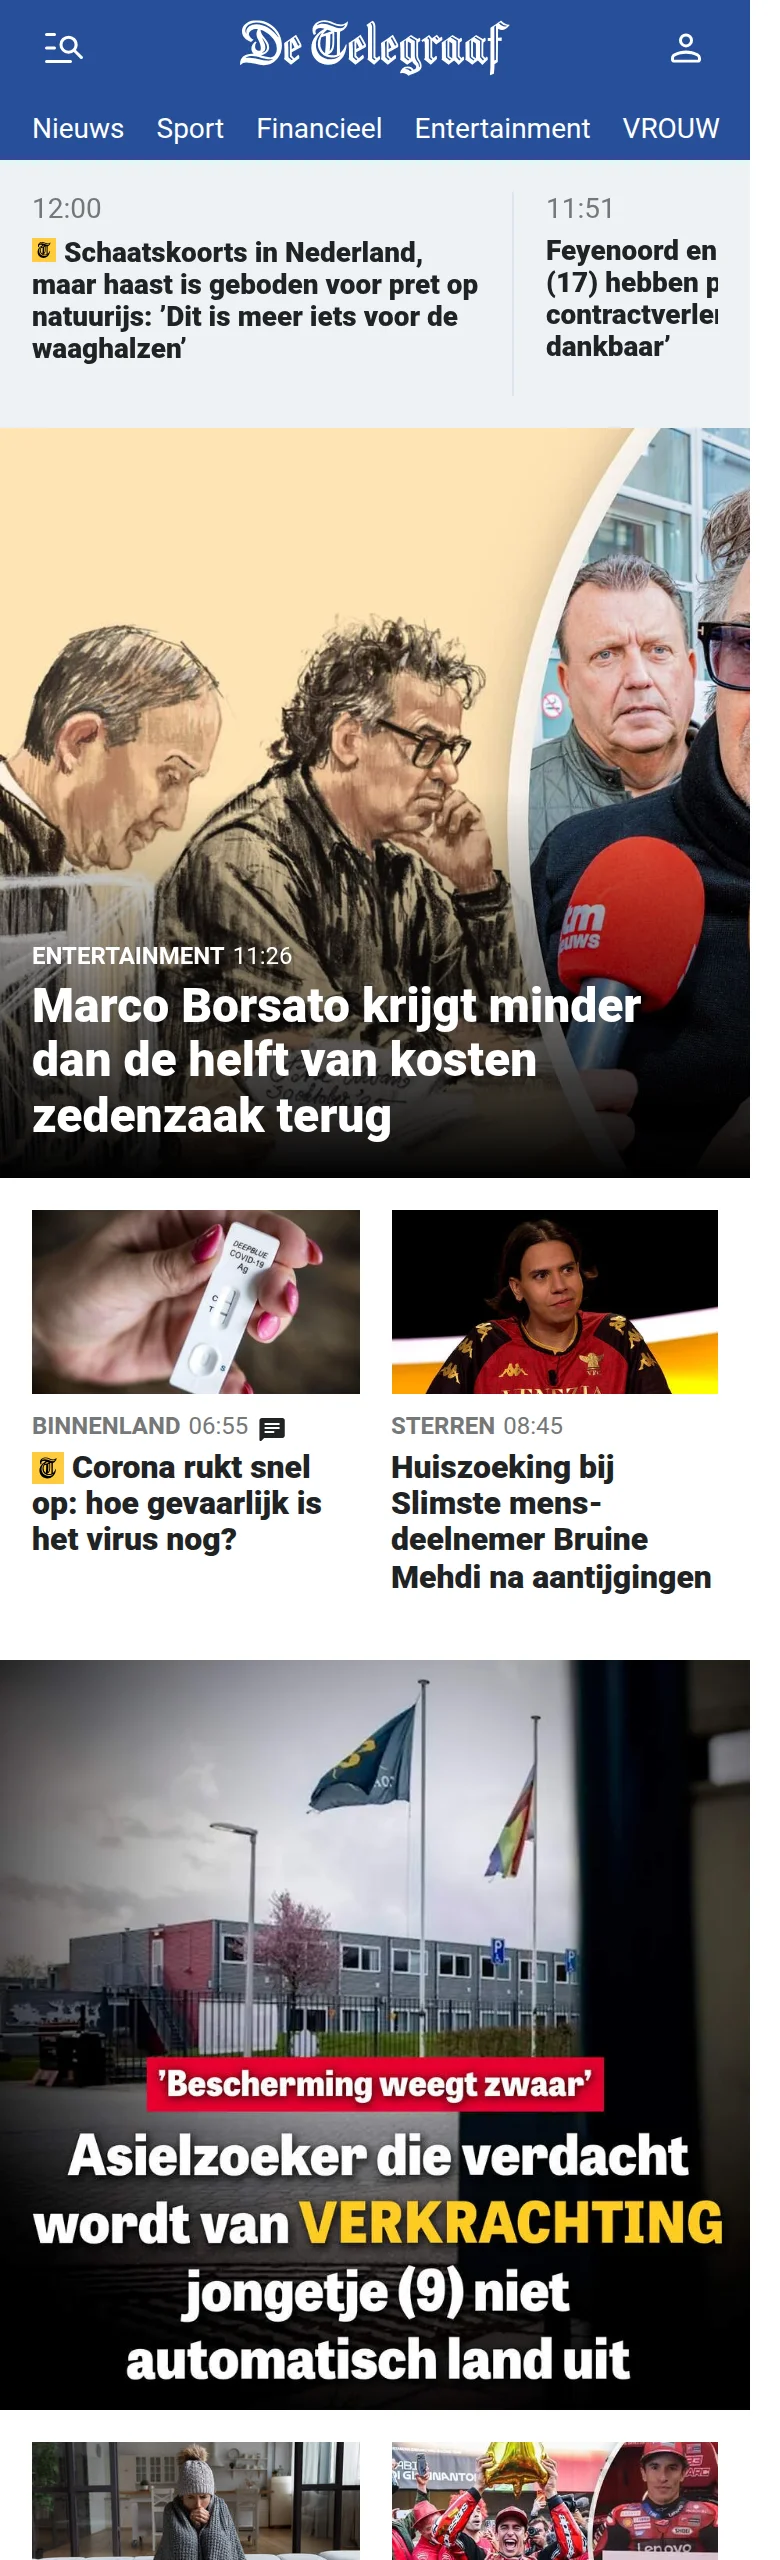 De Telegraaf
Nieuws Sport Financieel Entertainment VROUW
12:00
Schaatskoorts in Nederland,
maar haast is geboden voor pret op
natuurijs: ’Dit is meer iets voor de
waaghalzen’
11:51
Feyenoord en
(17) hebben p
contractverle
dankbaar’
ENTERTAINMENT 11:26
Marco Borsato krijgt minder
dan de helft van kosten
zedenzaak terug
DEEPBLUE
COVID-19
Ag
C
T
S
BINNENLAND 06:55
Corona rukt snel
op: hoe gevaarlijk is
het virus nog?
VENEZIA
STERREN 08:45
Huiszoeking bij
Slimste mens-
deelnemer Bruine
Mehdi na aantijgingen
’Bescherming weegt zwaar’
Asielzoeker die verdacht
wordt van VERKRACHTING
jongetje (9) niet
automatisch land uit
Lenovo